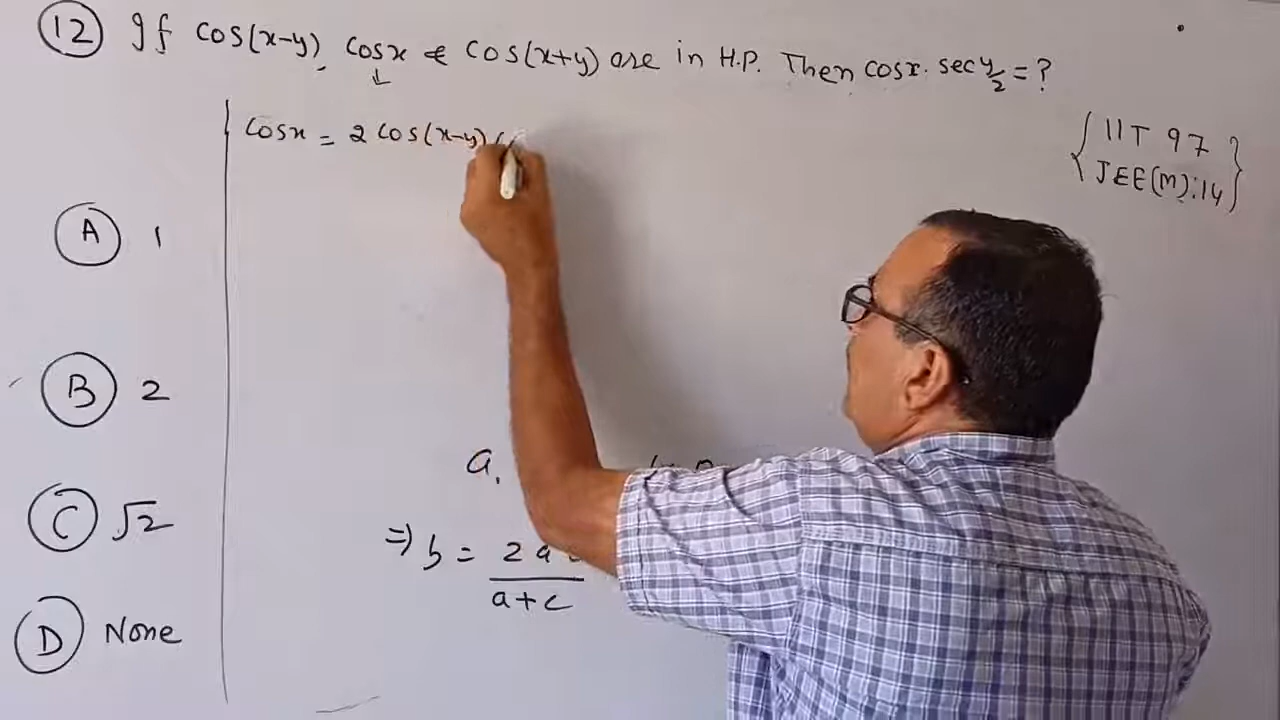 (12) If cos(x-y), cosx & cos(x+y) are in H.P. Then cosx. sec y/2 = ?
{ IIT 97
JEE(M):14 }
cosx = 2 cos(x-y)
(A) 1
(B) 2
(C) √2
(D) None
a,
⇒ b = 2a
a+c